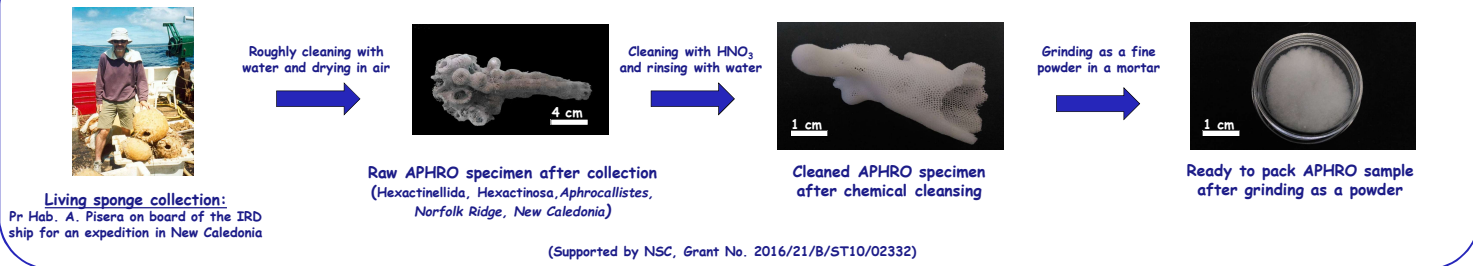 Roughly cleaning with
water and drying in air
Cleaning with HNO₃
and rinsing with water
Grinding as a fine
powder in a mortar
4 cm
1 cm
1 cm
Living sponge collection:
Pr Hab. A. Pisera on board of the IRD
ship for an expedition in New Caledonia
Raw APHRO specimen after collection
(Hexactinellida, Hexactinosa, Aphrocallistes,
Norfolk Ridge, New Caledonia)
Cleaned APHRO specimen
after chemical cleansing
Ready to pack APHRO sample
after grinding as a powder
(Supported by NSC, Grant No. 2016/21/B/ST10/02332)